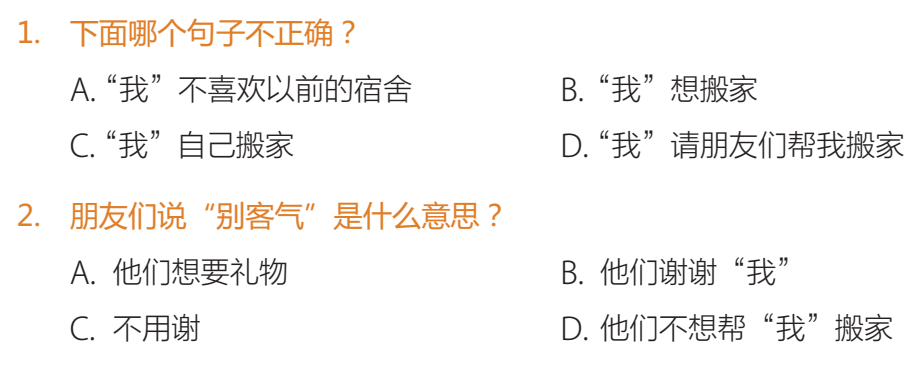 1. 下面哪个句子不正确？
A.“我”不喜欢以前的宿舍 B.“我”想搬家
C.“我”自己搬家 D.“我”请朋友们帮我搬家
2. 朋友们说“别客气”是什么意思？
A. 他们想要礼物 B. 他们谢谢“我”
C. 不用谢 D. 他们不想帮“我”搬家